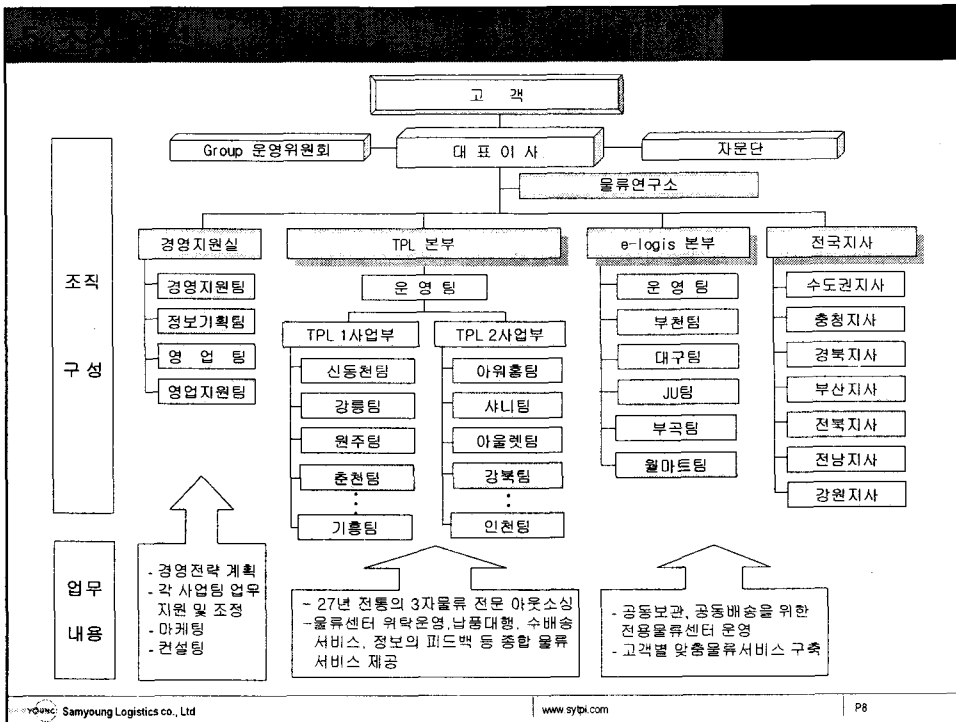 5. 조직
고 객
Group 운영위원회
대 표 이 사
자문단
물류연구소
조직
구성
경영지원실
경영지원팀
정보기획팀
영 업 팀
영업지원팀
TPL 본부
운 영 팀
TPL 1사업부
신동천팀
강릉팀
원주팀
춘천팀
기흥팀
TPL 2사업부
아워홈팀
샤니팀
아울렛팀
강북팀
인천팀
e-logis 본부
운 영 팀
부천팀
대구팀
JU팀
부곡팀
월마트팀
전국지사
수도권지사
충청지사
경북지사
부산지사
전북지사
전남지사
강원지사
업무
내용
- 경영전략 계획
- 각 사업팀 업무
지원 및 조정
- 마케팅
- 컨설팅
- 27년 전통의 3자물류 전문 아웃소싱
-물류센터 위탁운영,납품대행, 수배송
서비스, 정보의 피드백 등 종합 물류
서비스 제공
- 공동보관, 공동배송을 위한
전용물류센터 운영
- 고객별 맞춤물류서비스 구축
Samyoung Logistics co., Ltd
www.sytpl.com
P8